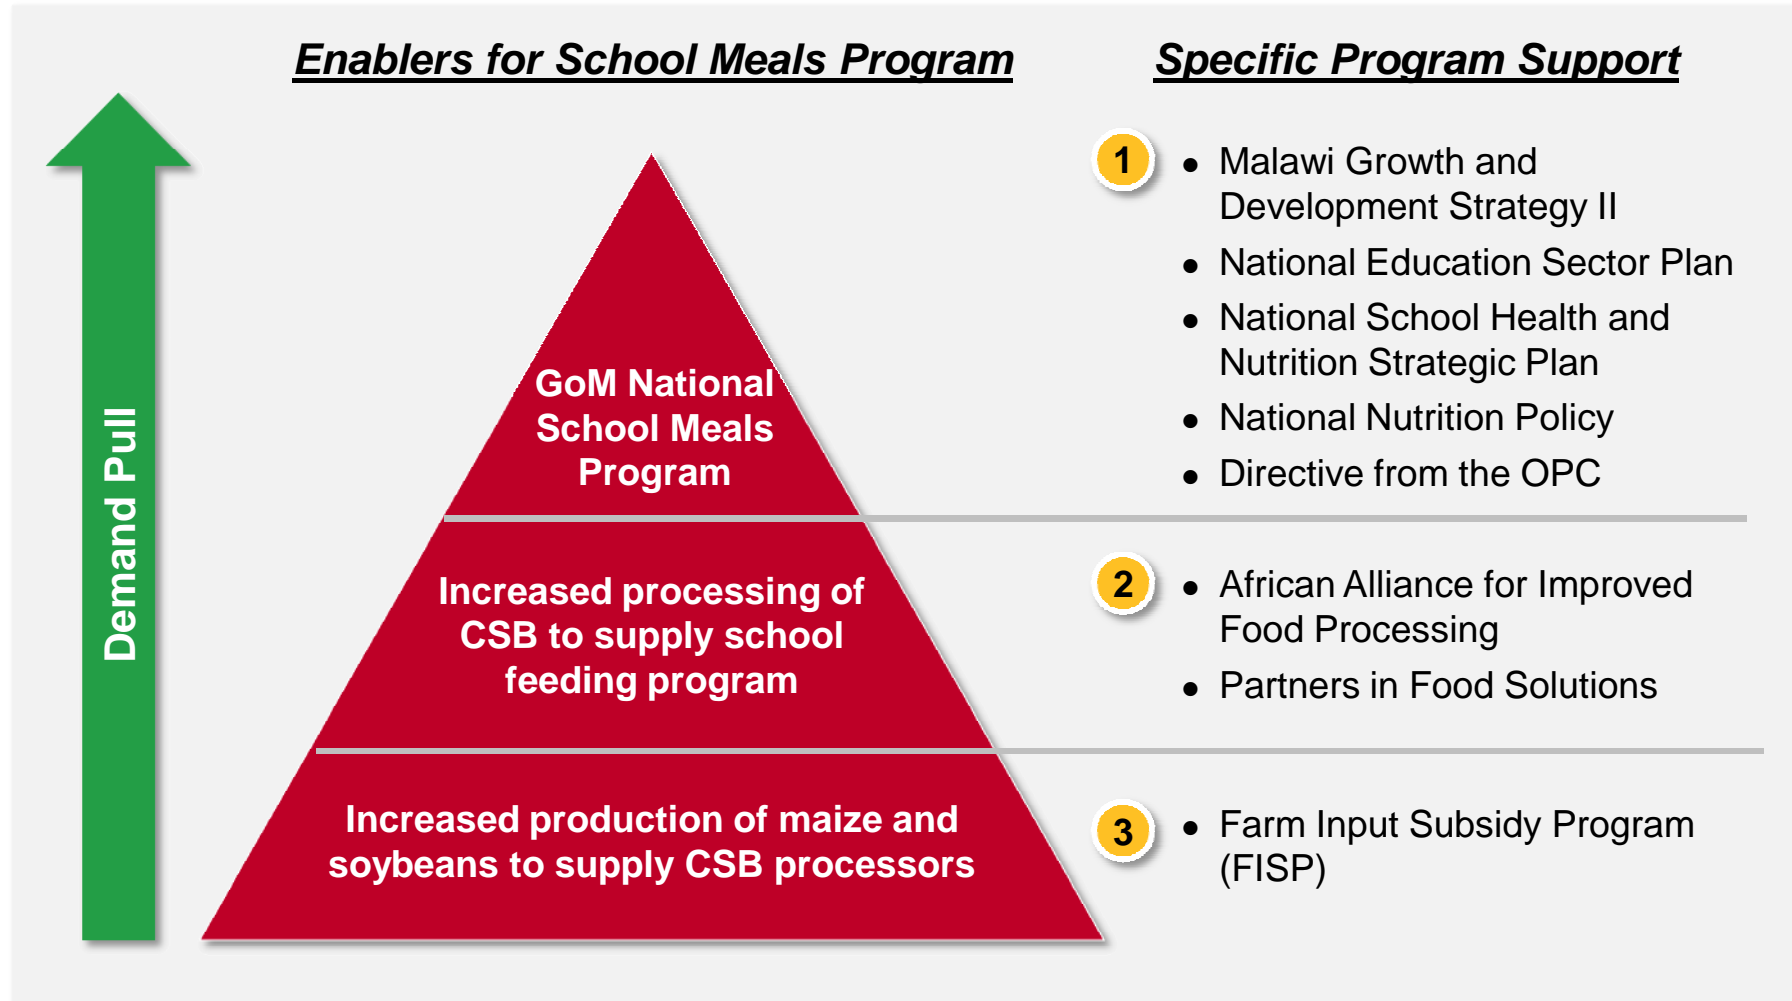 Enablers for School Meals Program
Specific Program Support
Demand Pull
GoM National
School Meals
Program
1
● Malawi Growth and
Development Strategy II
● National Education Sector Plan
● National School Health and
Nutrition Strategic Plan
● National Nutrition Policy
● Directive from the OPC
Increased processing of
CSB to supply school
feeding program
2
● African Alliance for Improved
Food Processing
● Partners in Food Solutions
Increased production of maize and
soybeans to supply CSB processors
3
● Farm Input Subsidy Program
(FISP)